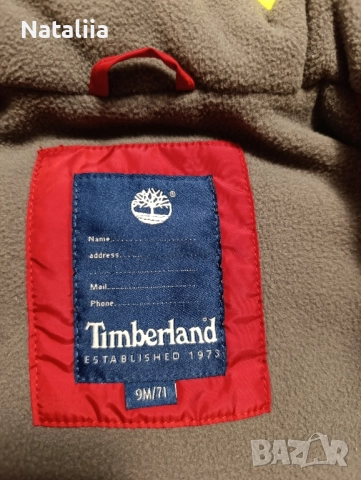 Nataliia
®
Name
address
Mail
Phone
Timberland
ESTABLISHED 1973
9M/71
BAZAR